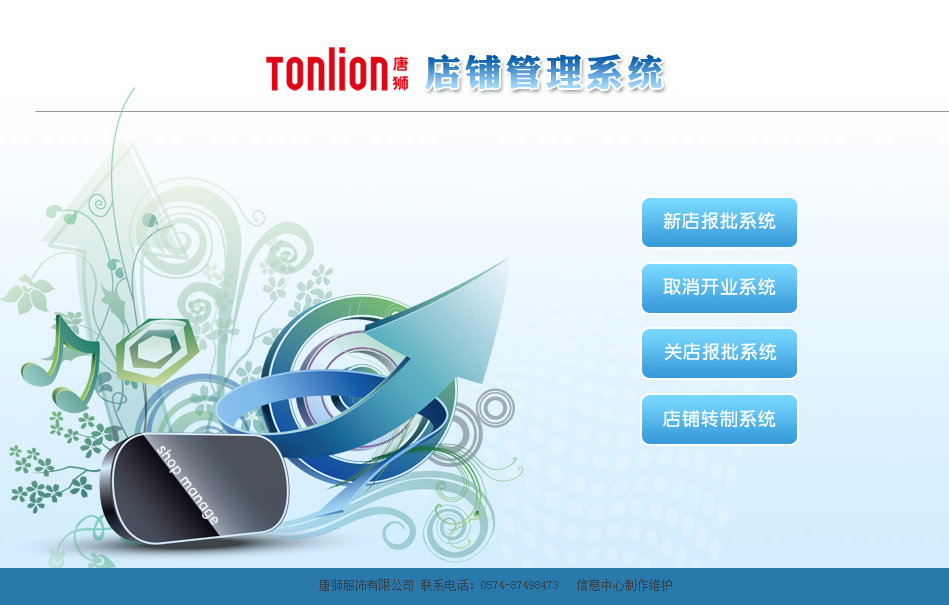 Tonlion 唐狮 店铺管理系统
新店报批系统
取消开业系统
关店报批系统
店铺转制系统
shop manage
唐狮服饰有限公司 联系电话：0574-87498473 信息中心制作维护